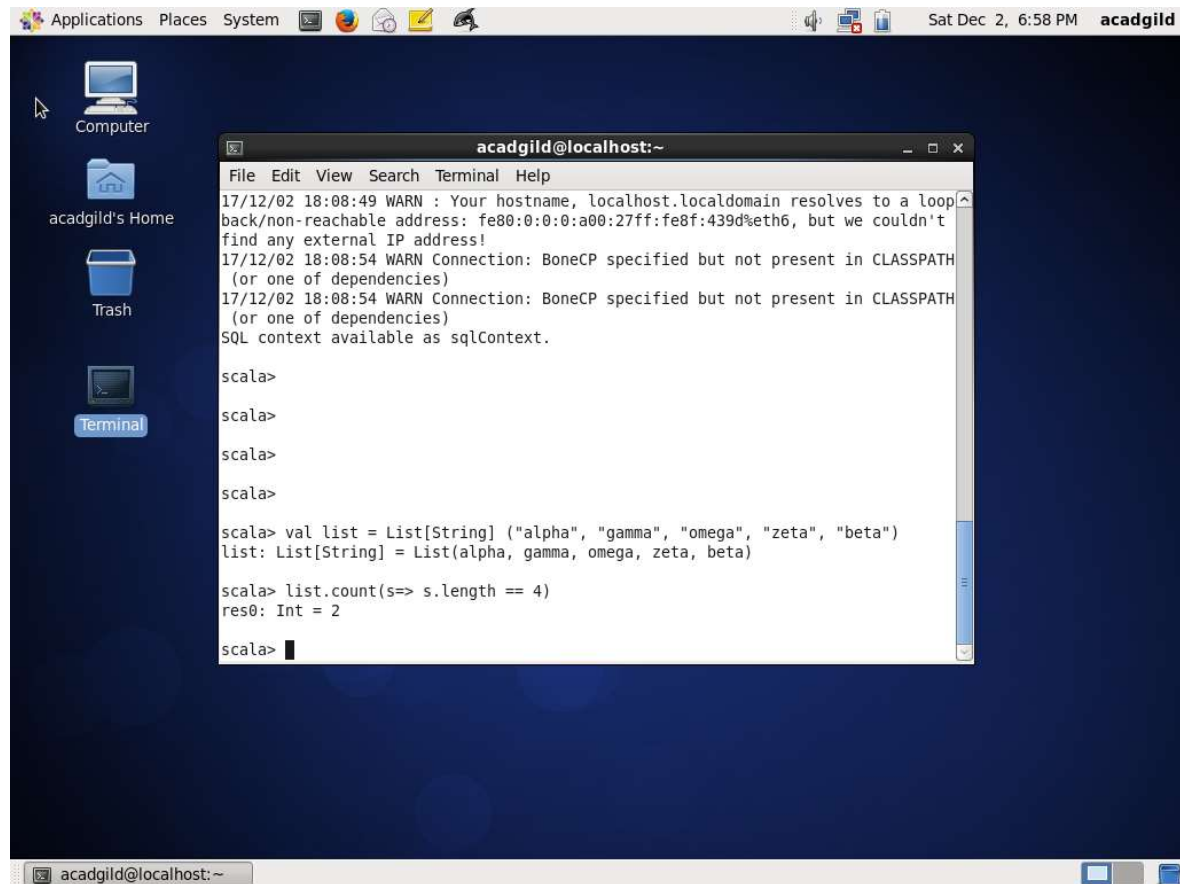 Applications Places System
Sat Dec 2, 6:58 PM acadgild
Computer
acadgild's Home
Trash
Terminal
acadgild@localhost:~
File Edit View Search Terminal Help
17/12/02 18:08:49 WARN : Your hostname, localhost.localdomain resolves to a loop
back/non-reachable address: fe80:0:0:0:a00:27ff:fe8f:439d%eth6, but we couldn't
find any external IP address!
17/12/02 18:08:54 WARN Connection: BoneCP specified but not present in CLASSPATH
(or one of dependencies)
17/12/02 18:08:54 WARN Connection: BoneCP specified but not present in CLASSPATH
(or one of dependencies)
SQL context available as sqlContext.
scala>
scala>
scala>
scala>
scala> val list = List[String] ("alpha", "gamma", "omega", "zeta", "beta")
list: List[String] = List(alpha, gamma, omega, zeta, beta)
scala> list.count(s=> s.length == 4)
res0: Int = 2
scala>
acadgild@localhost:~